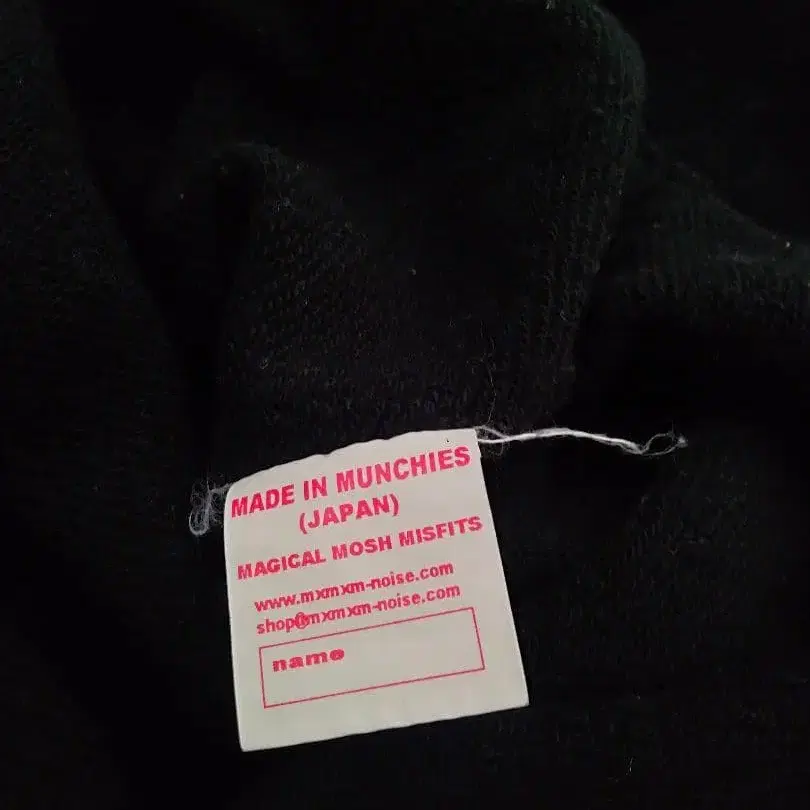 MADE IN MUNCHIES
(JAPAN)
MAGICAL MOSH MISFITS
www.mxmxm-noise.com
shop@mxmxm-noise.com
name